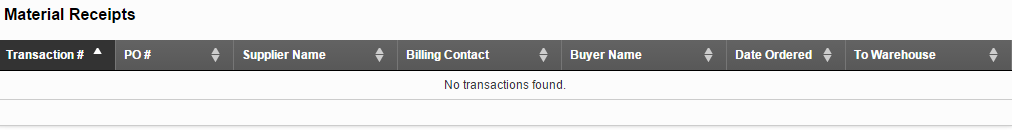 Material Receipts
Transaction # PO # Supplier Name Billing Contact Buyer Name Date Ordered To Warehouse
No transactions found.